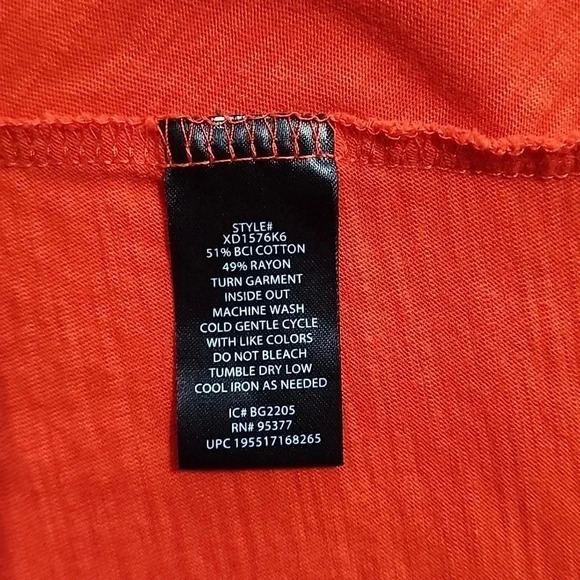 STYLE#
XD1576K6
51% BCI COTTON
49% RAYON
TURN GARMENT
INSIDE OUT
MACHINE WASH
COLD GENTLE CYCLE
WITH LIKE COLORS
DO NOT BLEACH
TUMBLE DRY LOW
COOL IRON AS NEEDED
IC# BG2205
RN# 95377
UPC 195517168265